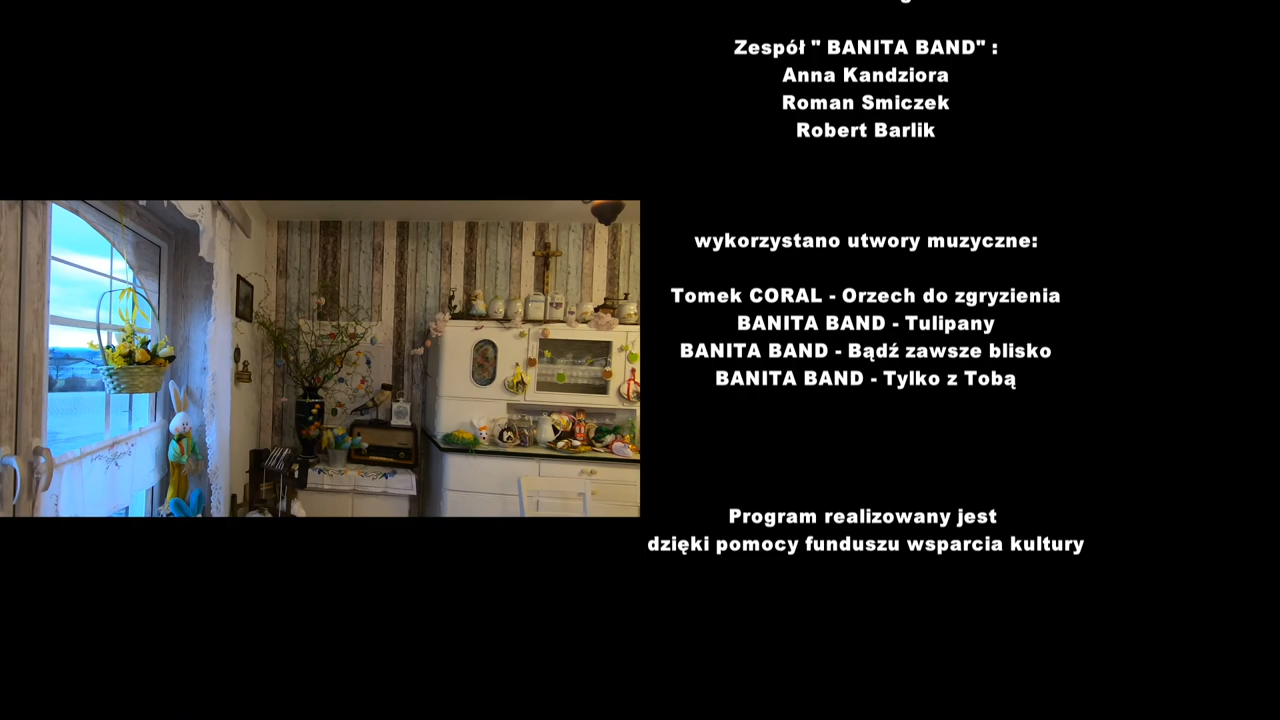 Zespół " BANITA BAND" :
Anna Kandziora
Roman Smiczek
Robert Barlik
wykorzystano utwory muzyczne:
Tomek CORAL - Orzech do zgryzienia
BANITA BAND - Tulipany
BANITA BAND - Bądź zawsze blisko
BANITA BAND - Tylko z Tobą
Program realizowany jest
dzięki pomocy funduszu wsparcia kultury